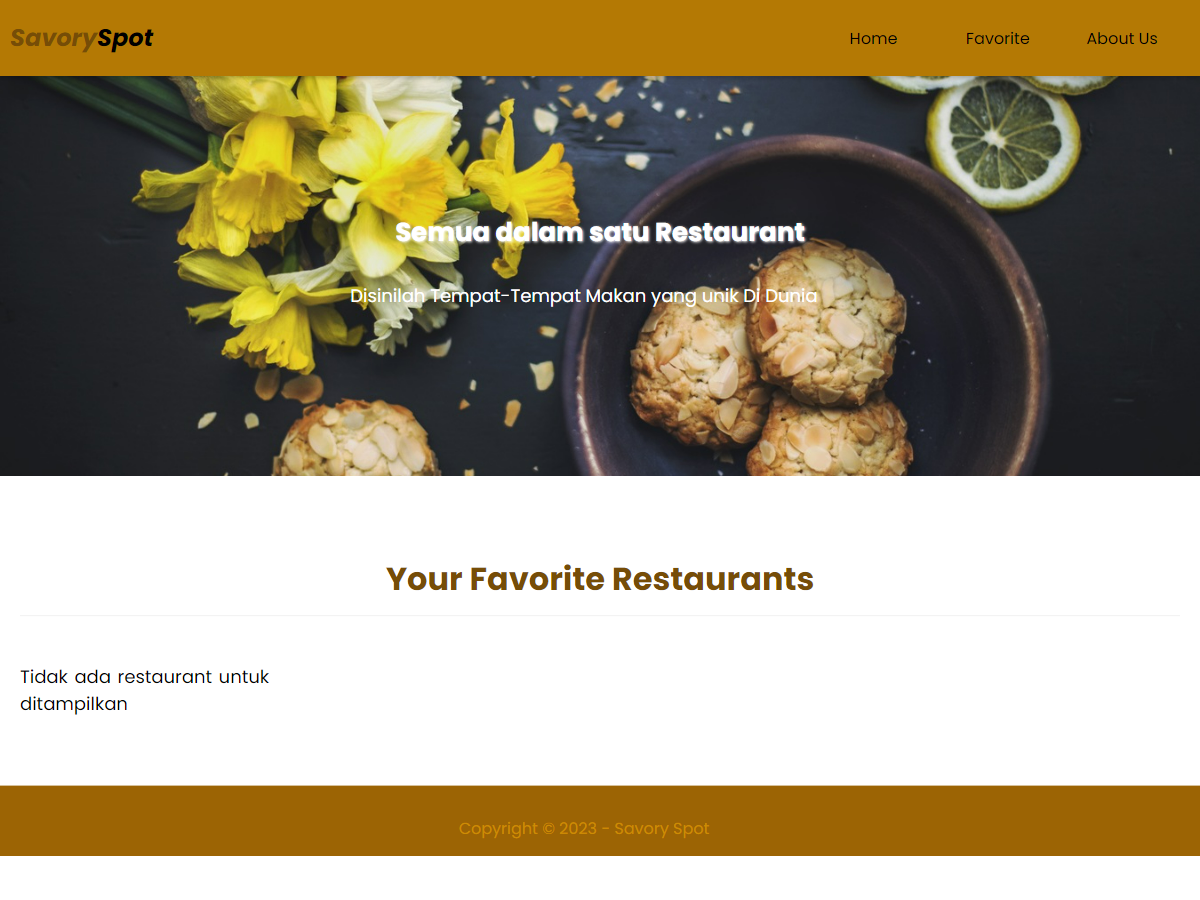 SavorySpot
Home
Favorite
About Us
Semua dalam satu Restaurant
Disinilah Tempat-Tempat Makan yang unik Di Dunia
Your Favorite Restaurants
Tidak ada restaurant untuk
ditampilkan
Copyright © 2023 - Savory Spot